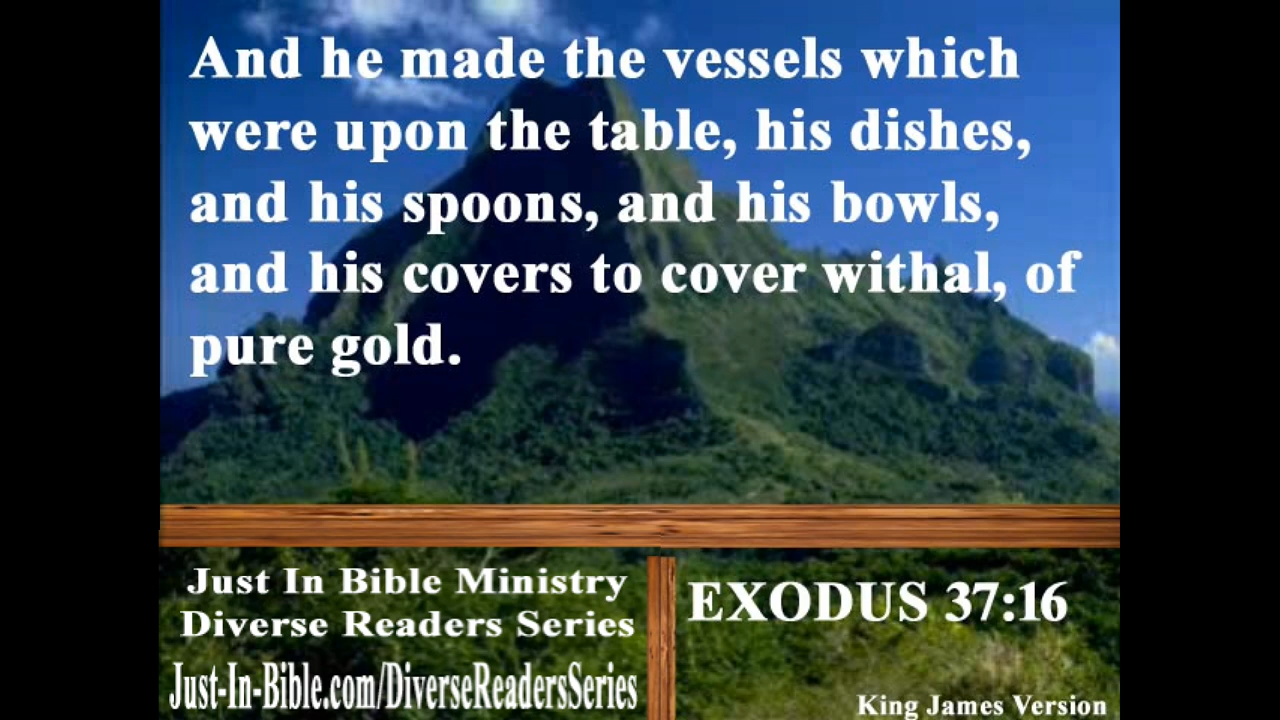 And he made the vessels which
were upon the table, his dishes,
and his spoons, and his bowls,
and his covers to cover withal, of
pure gold.
Just In Bible Ministry
Diverse Readers Series
Just-In-Bible.com/DiverseReadersSeries
EXODUS 37:16
King James Version